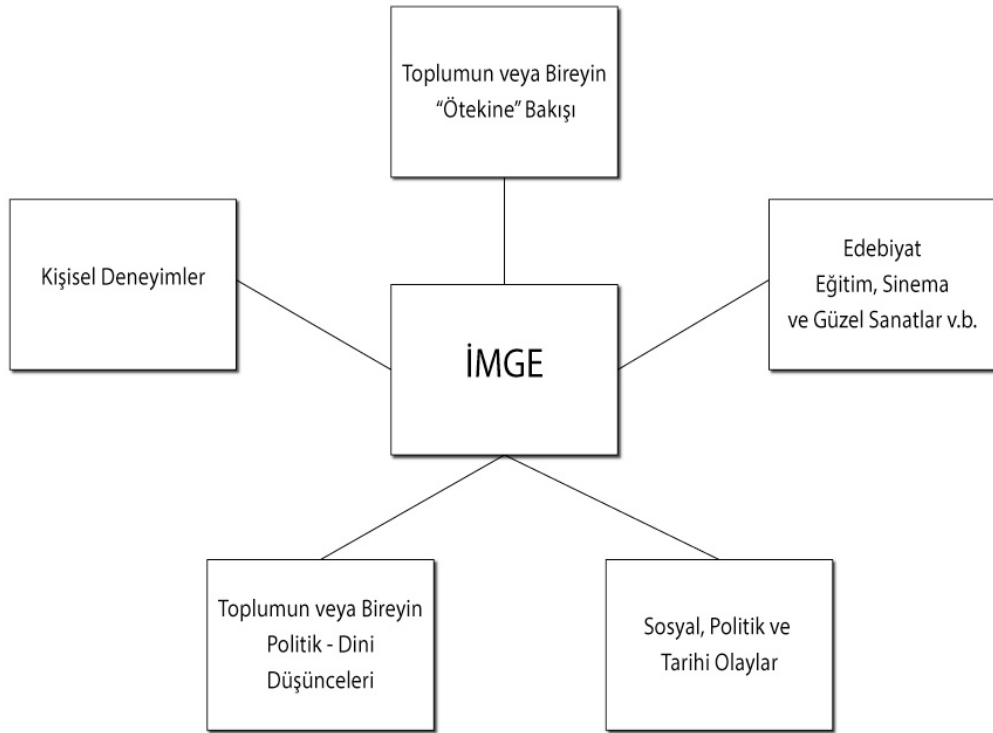 Toplumun veya Bireyin
“Ötekine” Bakışı
Kişisel Deneyimler
Edebiyat
Eğitim, Sinema
ve Güzel Sanatlar v.b.
İMGE
Toplumun veya Bireyin
Politik - Dini
Düşünceleri
Sosyal, Politik ve
Tarihi Olaylar